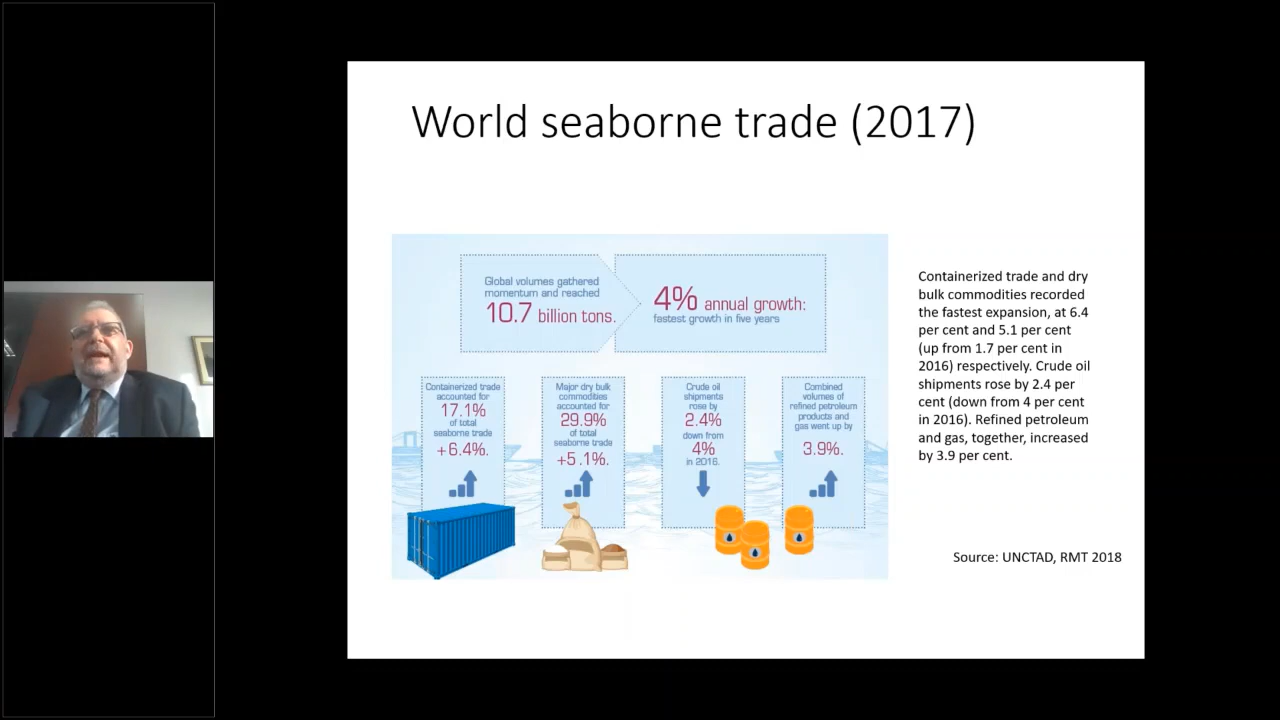 World seaborne trade (2017)
Global volumes gathered
momentum and reached
10.7 billion tons.
4% annual growth:
fastest growth in five years
Containerized trade
accounted for
17.1%
of total
seaborne trade
+6.4%.
Major dry bulk
commodities
accounted for
29.9%
of total
seaborne trade
+5.1%.
Crude oil
shipments
rose by
2.4%
down from
4%
in 2016.
Combined
volumes of
refined petroleum
products and
gas went up by
3.9%.
Containerized trade and dry
bulk commodities recorded
the fastest expansion, at 6.4
per cent and 5.1 per cent
(up from 1.7 per cent in
2016) respectively. Crude oil
shipments rose by 2.4 per
cent (down from 4 per cent
in 2016). Refined petroleum
and gas, together, increased
by 3.9 per cent.
Source: UNCTAD, RMT 2018